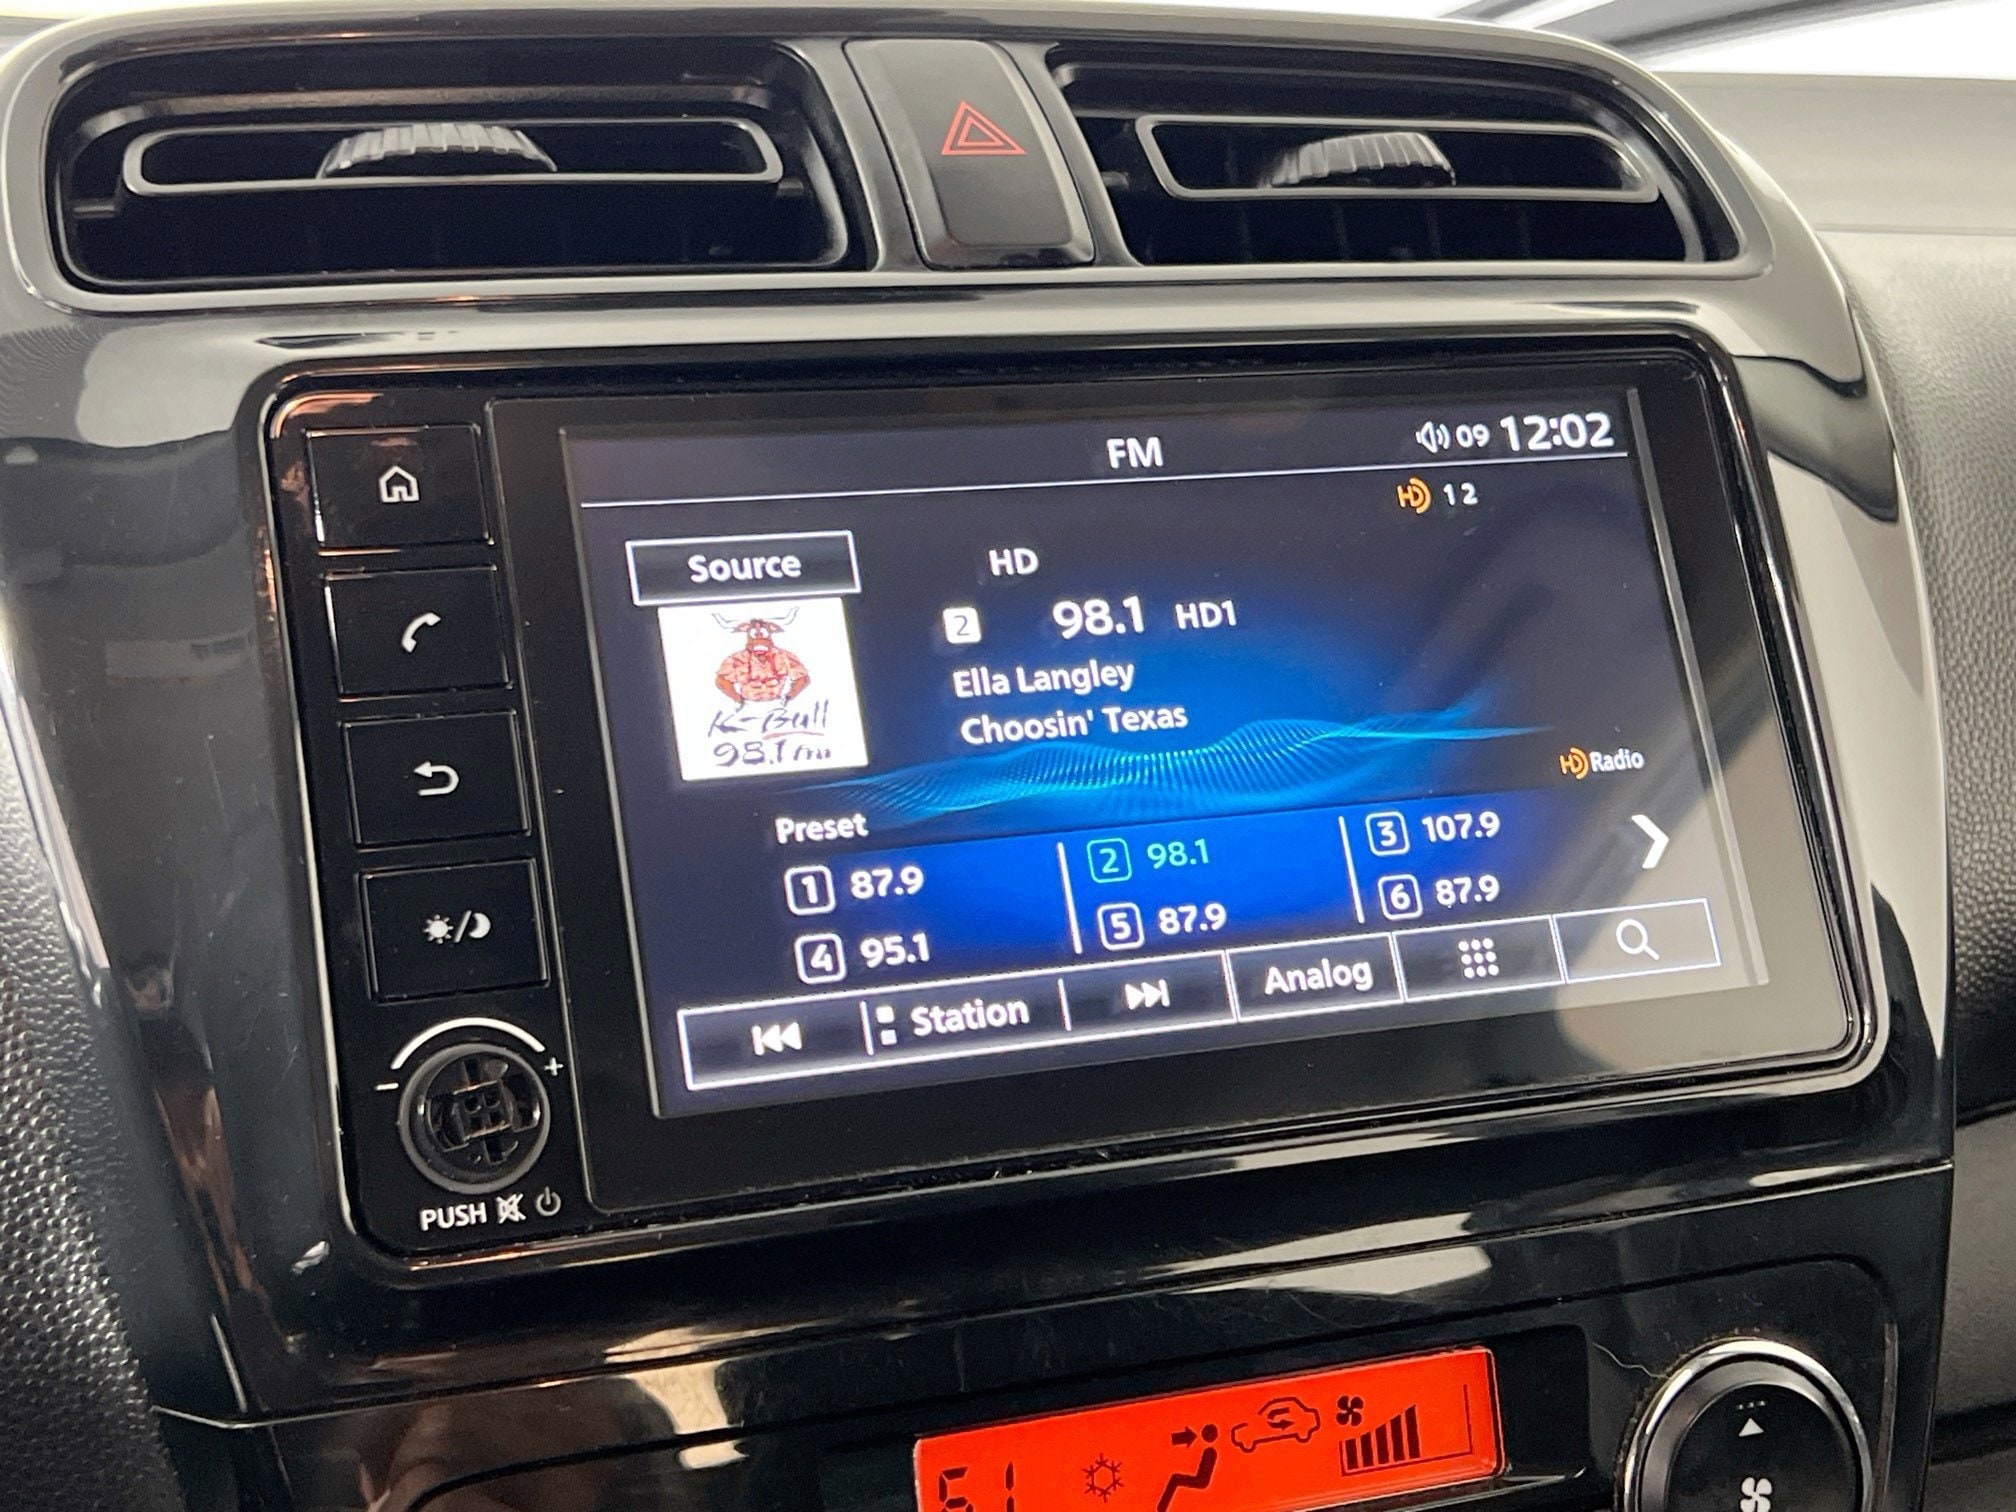 FM
09 12:02
HD 1 2
Source
HD
2 98.1 HD1
Ella Langley
Choosin' Texas
K-Bull
98.1 fm
HD Radio
Preset
1 87.9
2 98.1
3 107.9
4 95.1
5 87.9
6 87.9
Station
Analog
- +
PUSH
61